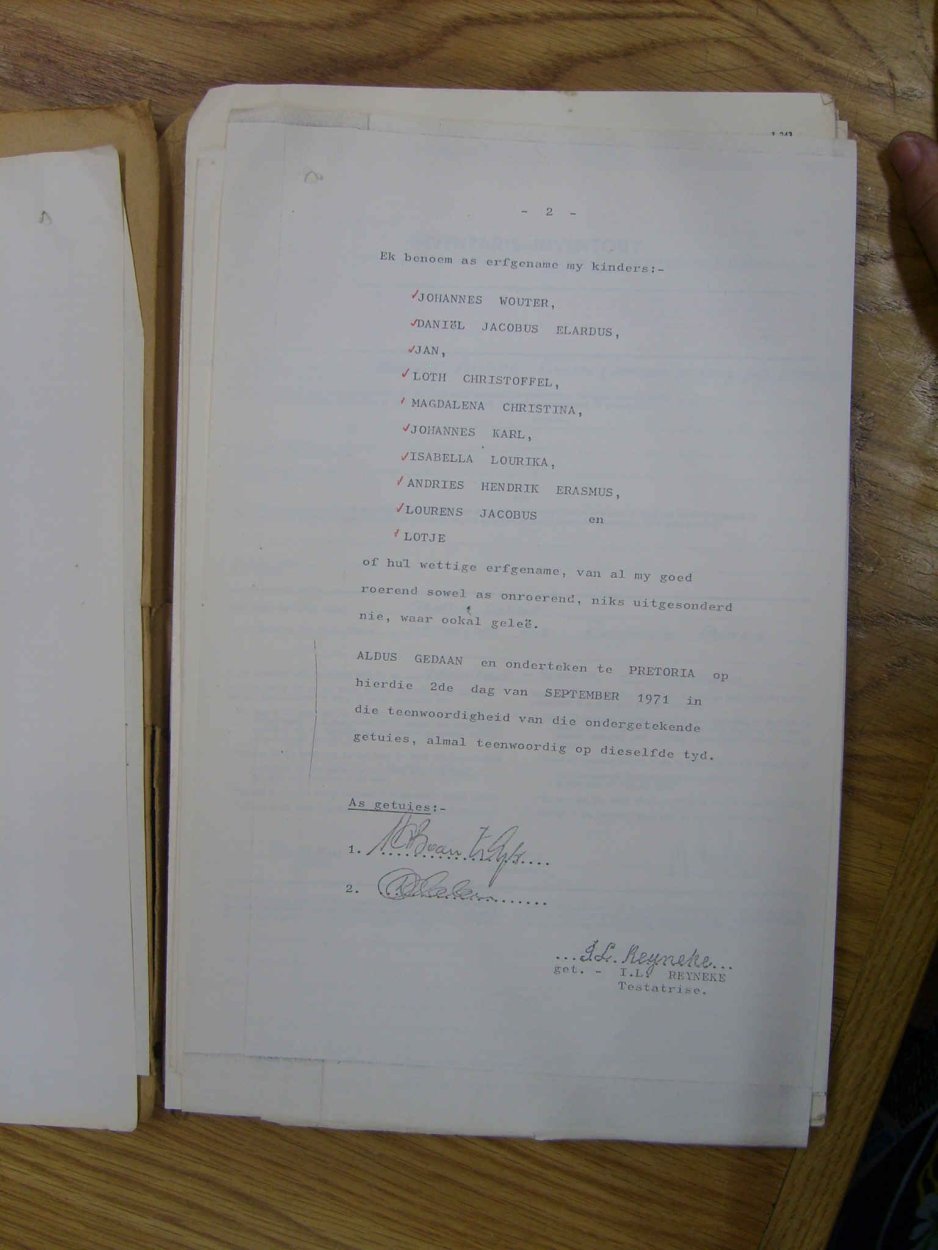 - 2 -
Ek benoem as erfgename my kinders:-
JOHANNES WOUTER,
DANIËL JACOBUS ELARDUS,
JAN,
LOTH CHRISTOFFEL,
MAGDALENA CHRISTINA,
JOHANNES KARL,
ISABELLA LOURIKA,
ANDRIES HENDRIK ERASMUS,
LOURENS JACOBUS en
LOTJE
of hul wettige erfgename, van al my goed
roerend sowel as onroerend, niks uitgesonderd
nie, waar ookal geleë.
ALDUS GEDAAN en onderteken te PRETORIA op
hierdie 2de dag van SEPTEMBER 1971 in
die teenwoordigheid van die ondergetekende
getuies, almal teenwoordig op dieselfde tyd.
As getuies:-
1.
2.
...I.L. Reyneke...
get. - I.L. REYNEKE
Testatrise.